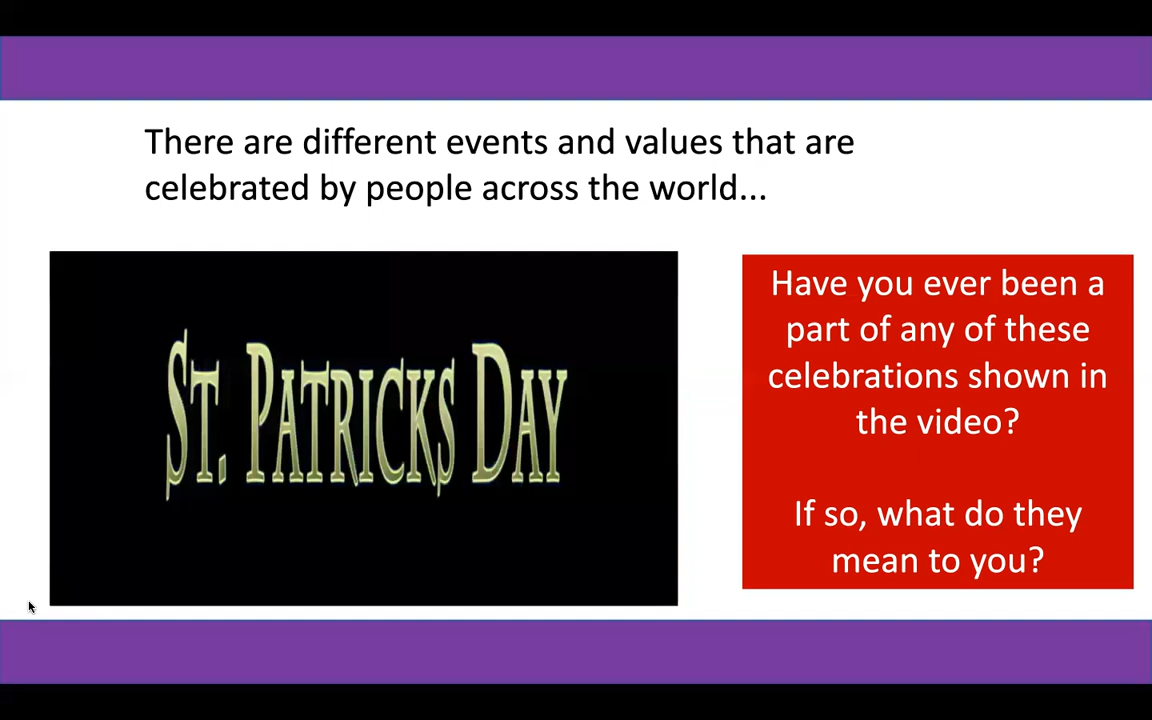 There are different events and values that are
celebrated by people across the world...
St. Patricks Day
Have you ever been a
part of any of these
celebrations shown in
the video?
If so, what do they
mean to you?